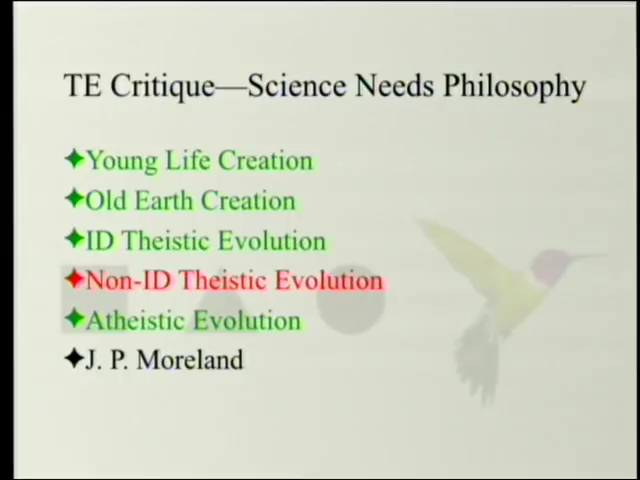 TE Critique—Science Needs Philosophy
Young Life Creation
Old Earth Creation
ID Theistic Evolution
Non-ID Theistic Evolution
Atheistic Evolution
J. P. Moreland